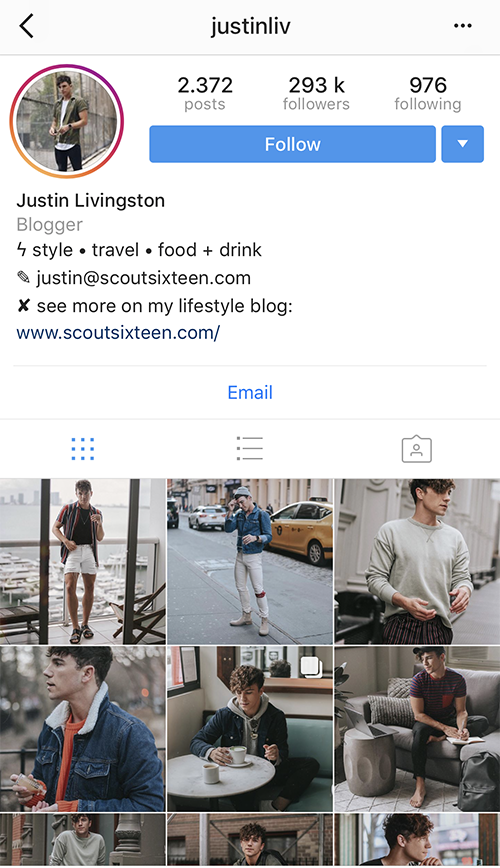 justinliv
2.372 293 k 976
posts followers following
Follow
Justin Livingston
Blogger
ϟ style • travel • food + drink
✎ justin@scoutsixteen.com
✘ see more on my lifestyle blog:
www.scoutsixteen.com/
Email